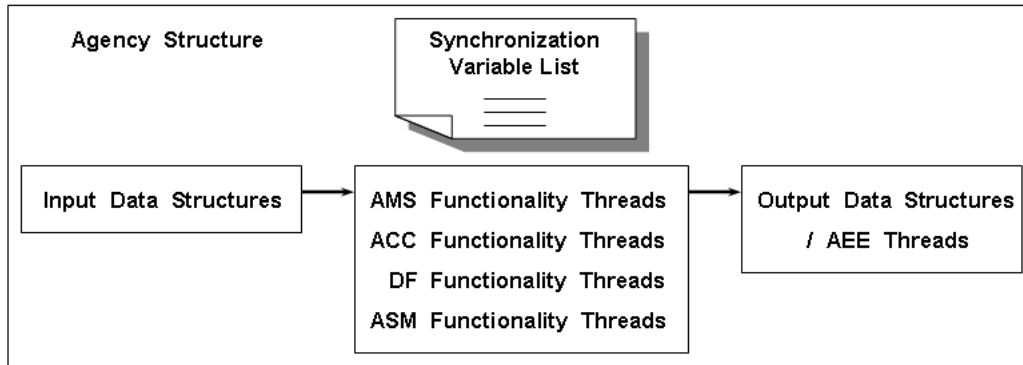 Agency Structure
Synchronization
Variable List
Input Data Structures
AMS Functionality Threads
ACC Functionality Threads
DF Functionality Threads
ASM Functionality Threads
Output Data Structures
/ AEE Threads